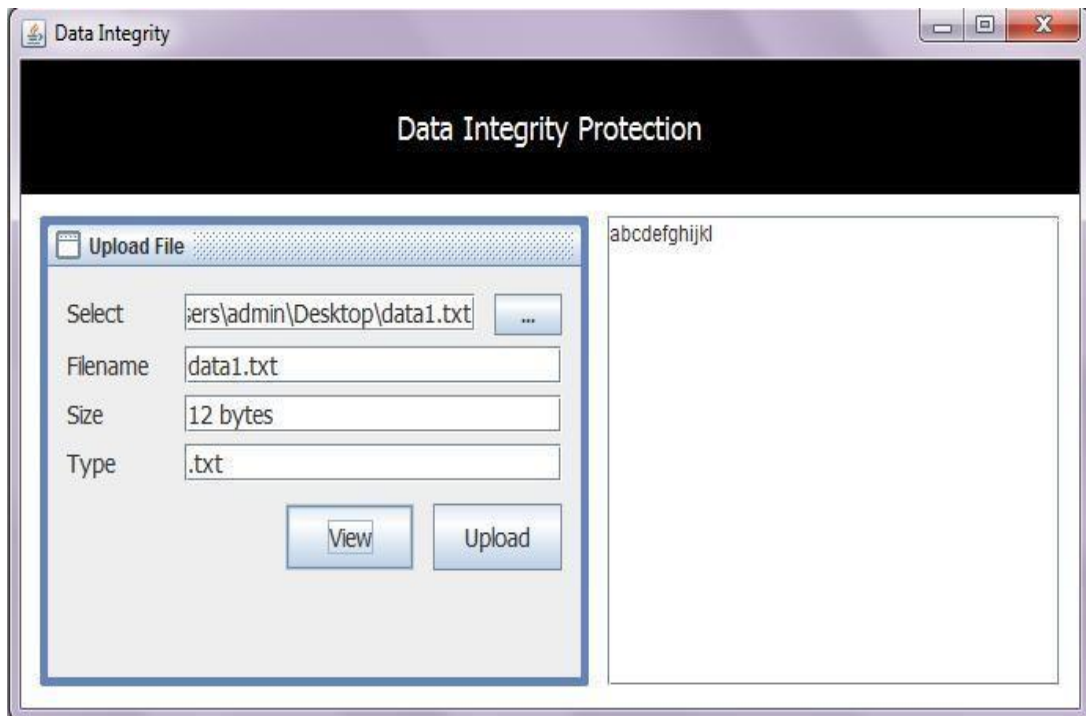 Data Integrity
Data Integrity Protection
Upload File
Select
sers\admin\Desktop\data1.txt
...
Filename
data1.txt
Size
12 bytes
Type
.txt
View
Upload
abcdefghijkl